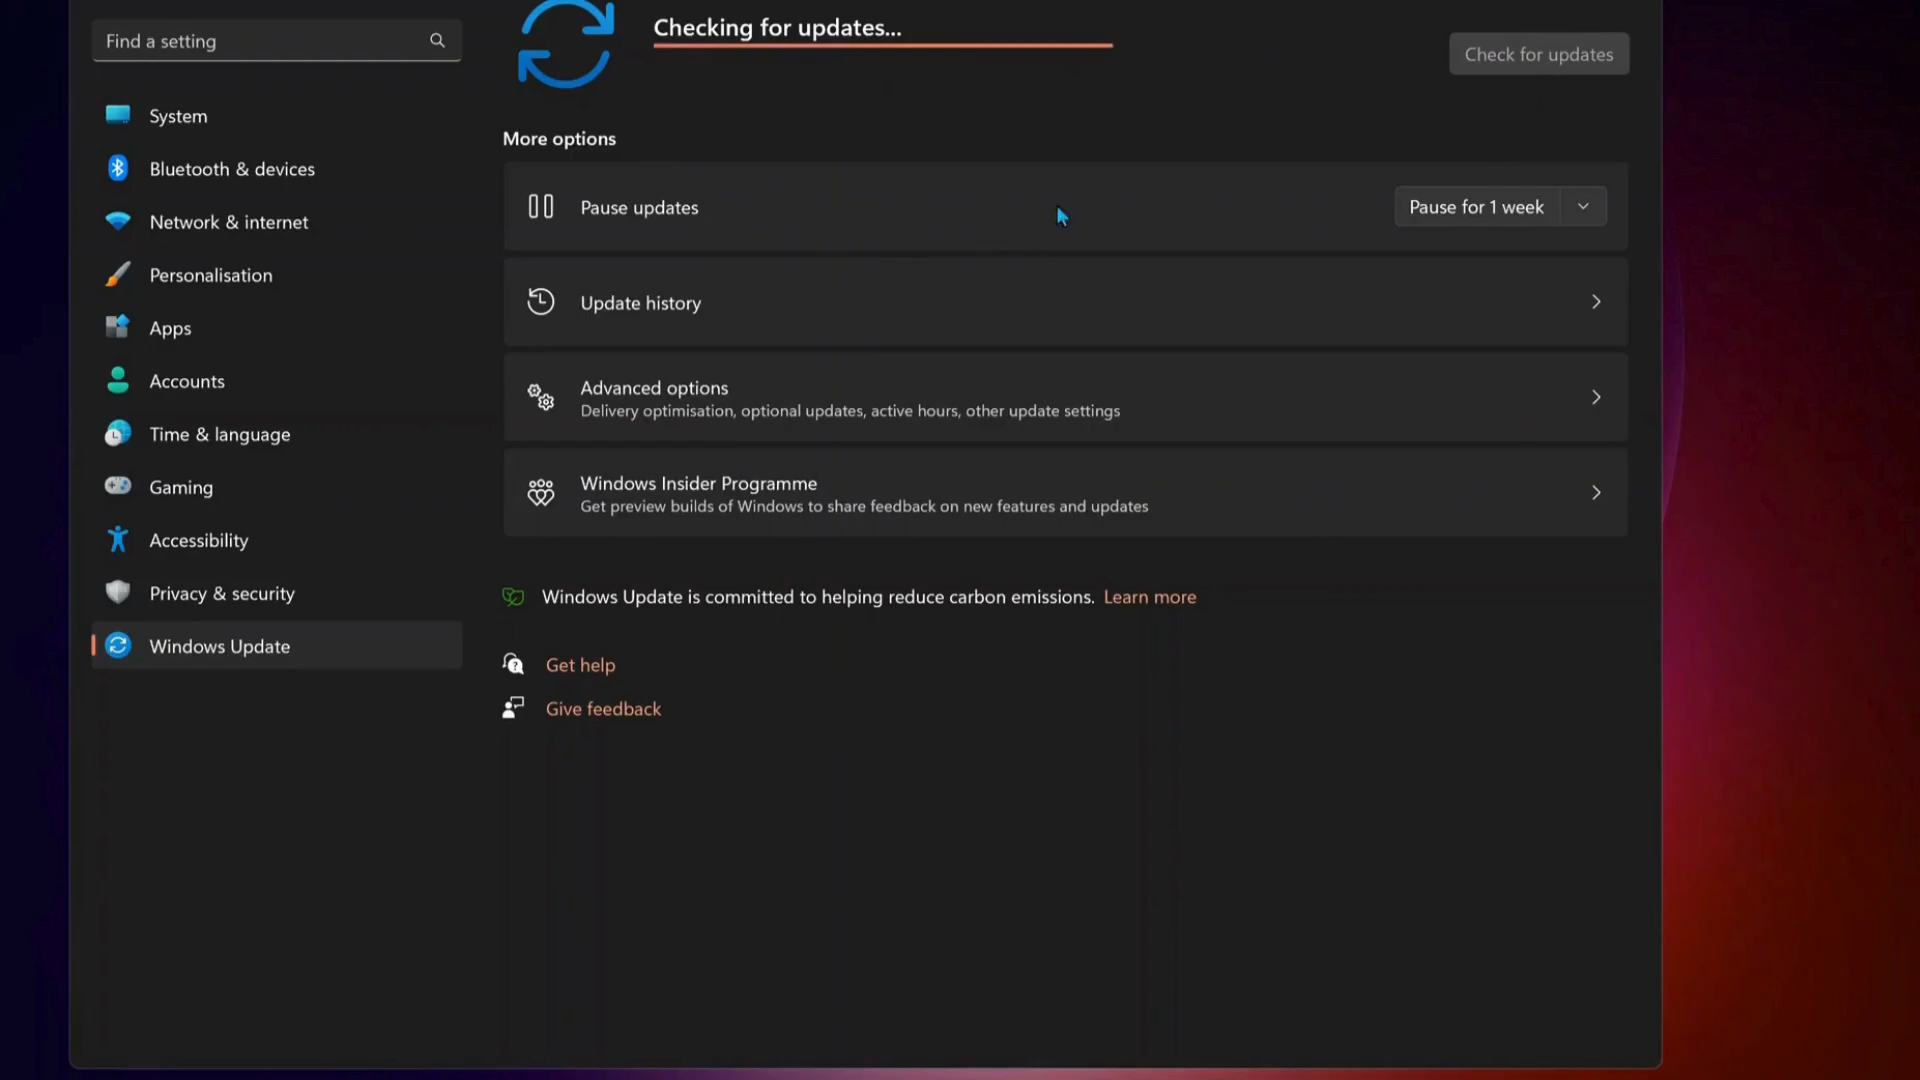 Find a setting
Checking for updates...
Check for updates
System
Bluetooth & devices
Network & internet
Personalisation
Apps
Accounts
Time & language
Gaming
Accessibility
Privacy & security
Windows Update
More options
Pause updates
Pause for 1 week
Update history
Advanced options
Delivery optimisation, optional updates, active hours, other update settings
Windows Insider Programme
Get preview builds of Windows to share feedback on new features and updates
Windows Update is committed to helping reduce carbon emissions. Learn more
Get help
Give feedback